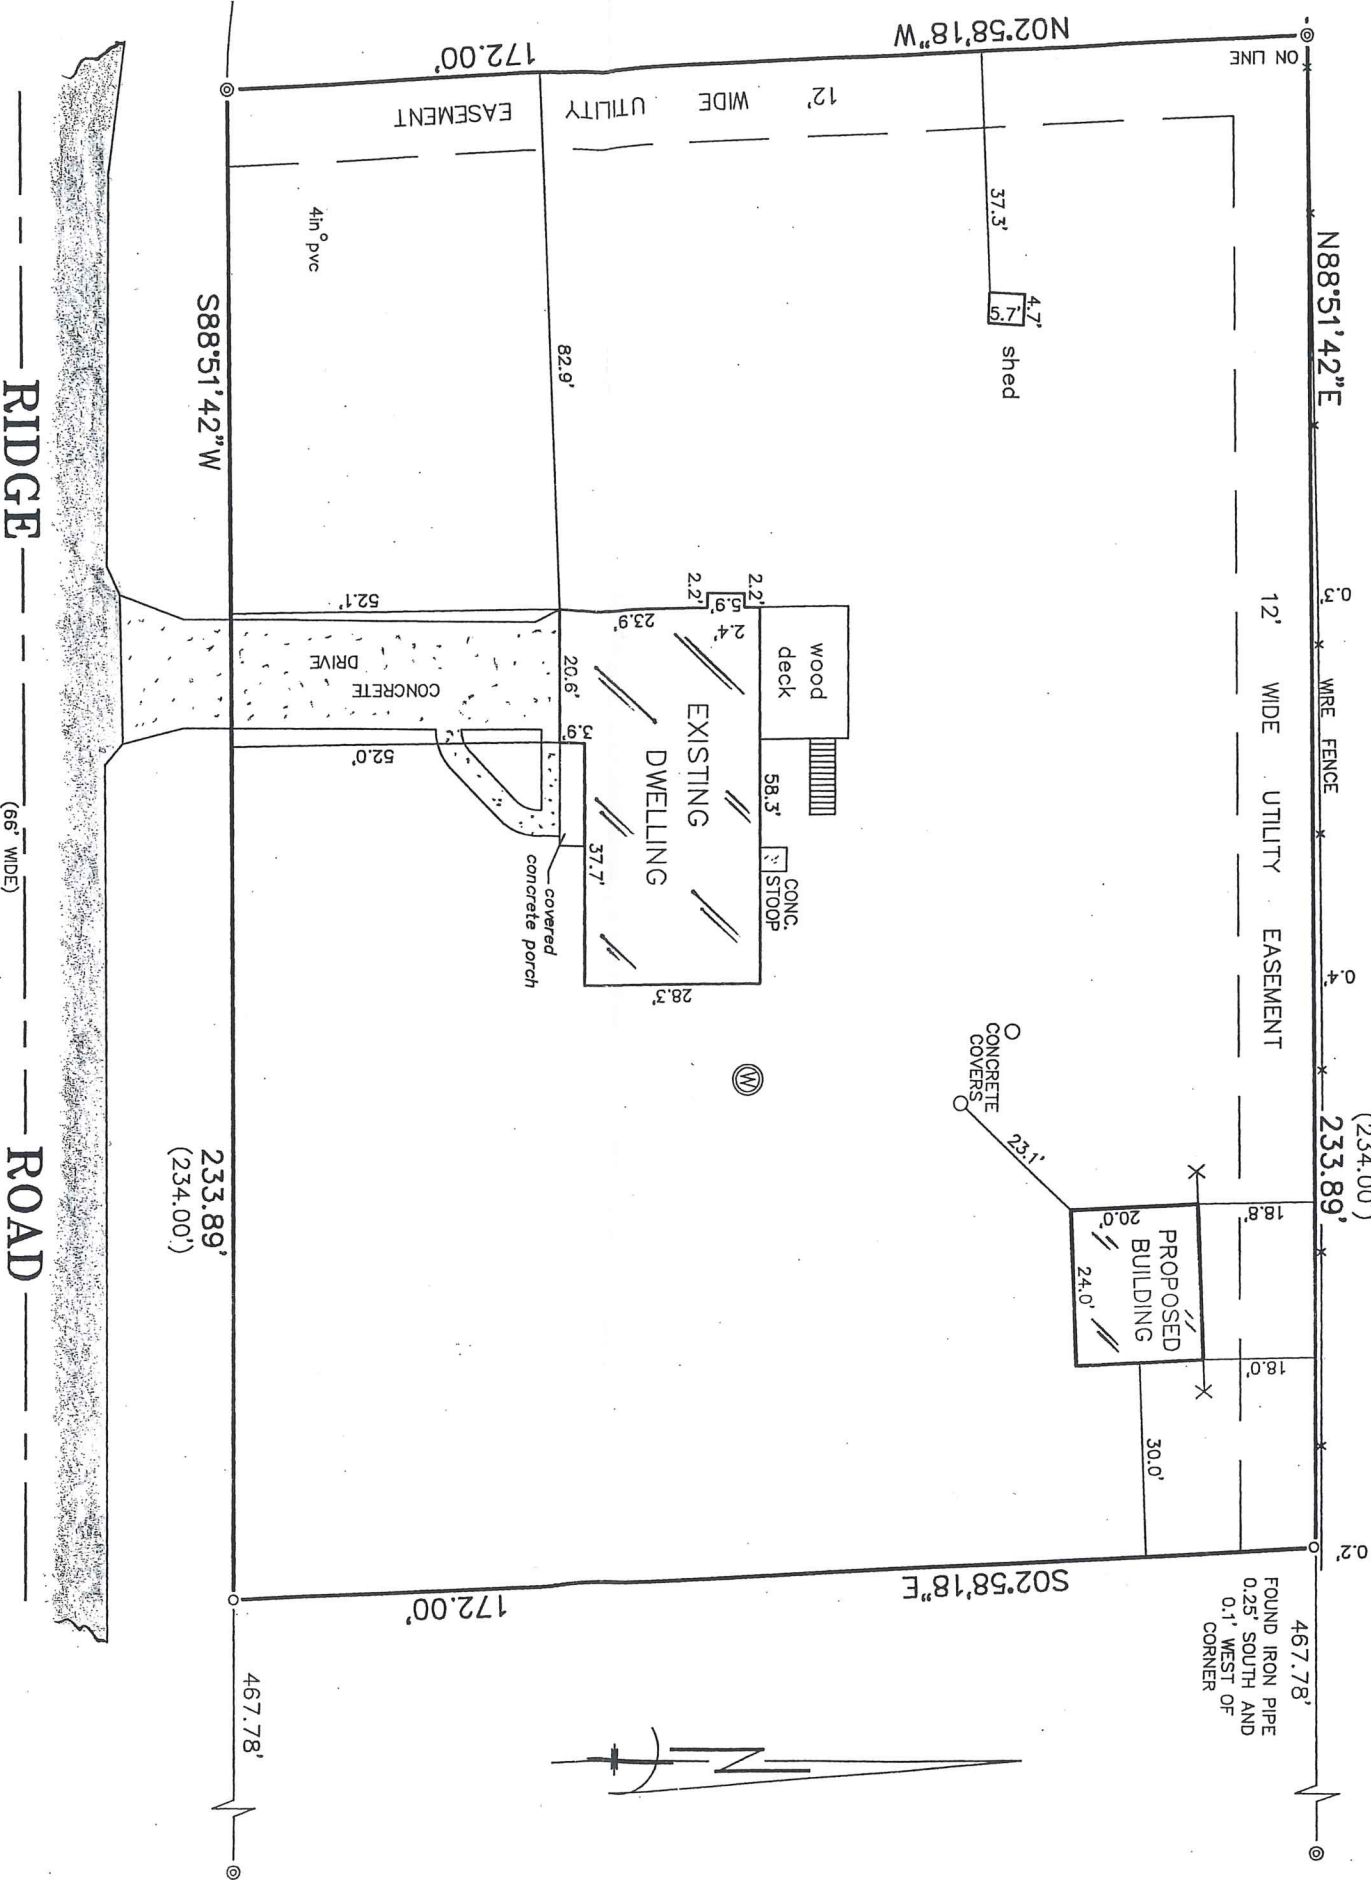 467.78'
FOUND IRON PIPE
0.25' SOUTH AND
0.1' WEST OF
CORNER
(234.00')
233.89'
0.2'
0.4'
WIRE FENCE
0.3'
N88°51'42"E
ON LINE
12' WIDE UTILITY EASEMENT
18.8'
18.0'
PROPOSED
BUILDING
20.0'
24.0'
30.0'
23.1'
CONCRETE
COVERS
shed
4.7'
5.7'
37.3'
N02°58'18"W
172.00'
12' WIDE UTILITY EASEMENT
S02°58'18"E
172.00'
W
wood
deck
2.2'
5.9'
2.2'
2.4'
58.3'
CONC.
STOOP
EXISTING
DWELLING
23.9'
28.3'
82.9'
20.6'
3.9'
37.7'
covered
concrete porch
CONCRETE
DRIVE
52.1'
52.0'
4in pvc
N
S88°51'42"W
233.89'
(234.00')
467.78'
RIDGE ROAD
(66' WIDE)